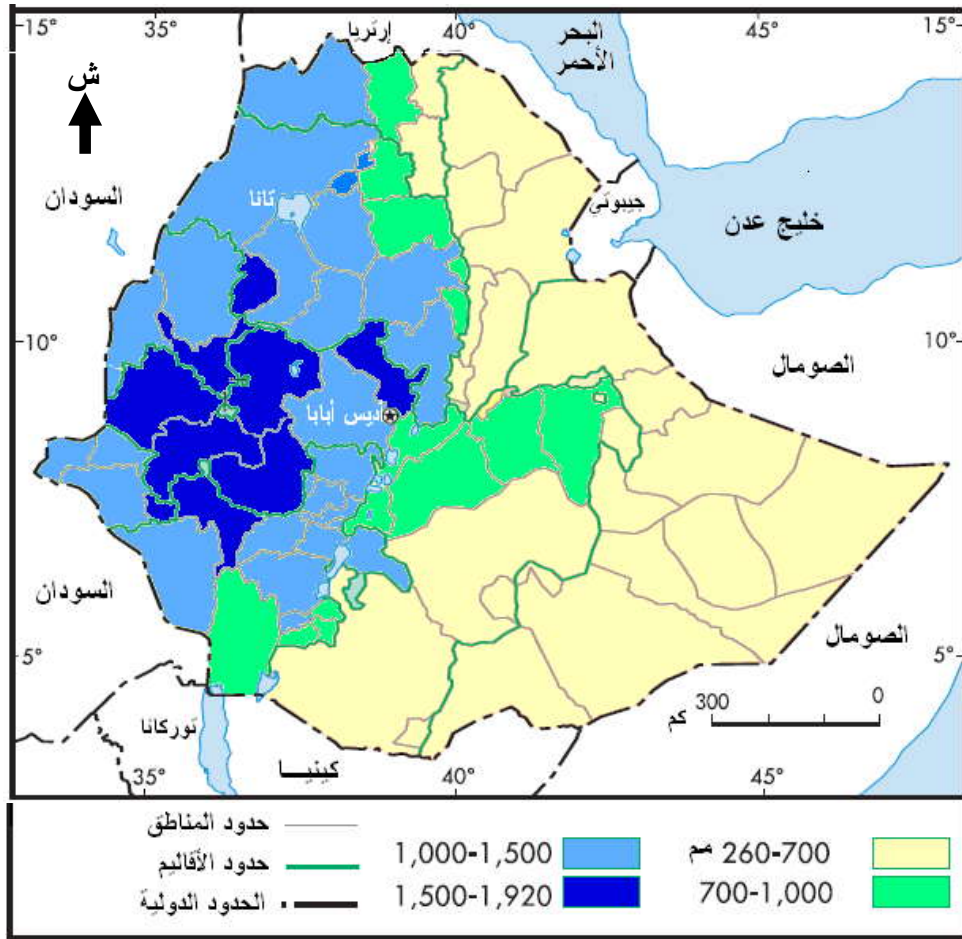 15° 35° إرتريا 40° 45° 15°
البحر
الأحمر
ش
السودان
تانا
جيبوتي
خليج عدن
10° 10°
الصومال
أديس أبابا
السودان
الصومال
5° 5°
توركانا
300 0
كم
كينيـــا
35° 40° 45°
حدود المناطق
حدود الأقاليم
الحدود الدولية
1,000-1,500
1,500-1,920
260-700 مم
700-1,000